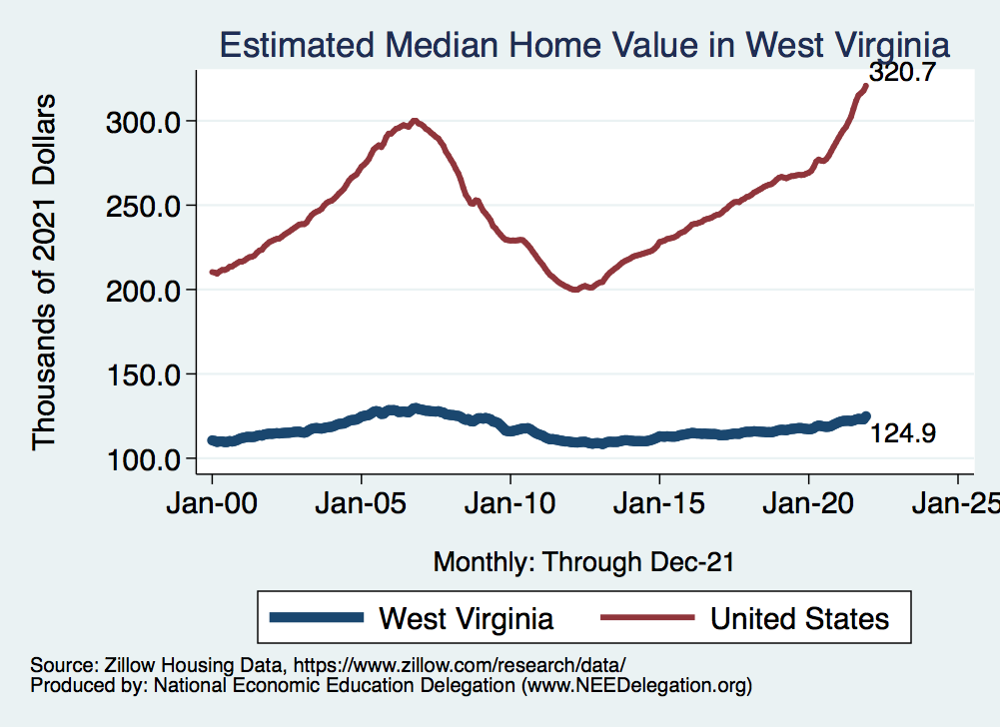 Estimated Median Home Value in West Virginia
320.7
Thousands of 2021 Dollars
300.0
250.0
200.0
150.0
100.0
124.9
Jan-00 Jan-05 Jan-10 Jan-15 Jan-20 Jan-25
Monthly: Through Dec-21
West Virginia United States
Source: Zillow Housing Data, https://www.zillow.com/research/data/
Produced by: National Economic Education Delegation (www.NEEDelegation.org)